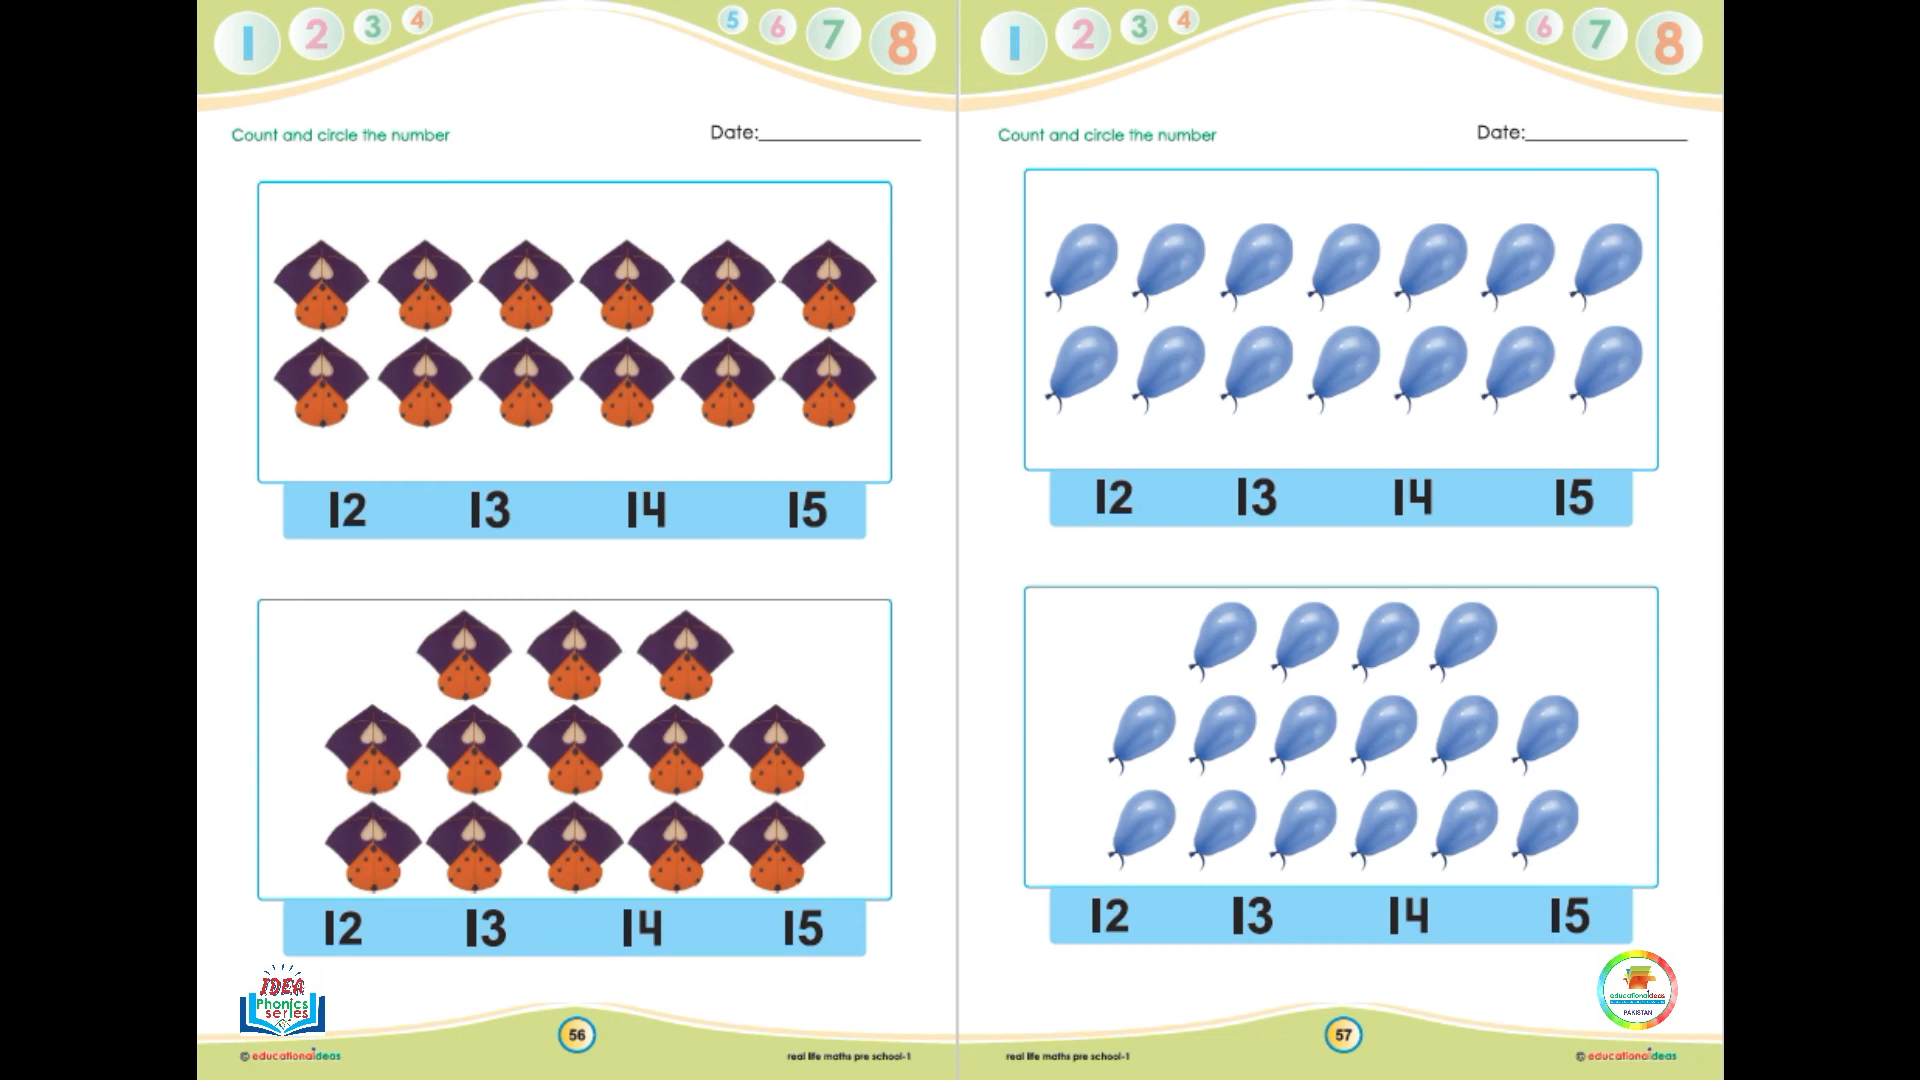 1 2 3 4 5 6 7 8
Count and circle the number
Date:
12 13 14 15
12 13 14 15
IDEA
Phonics
series
© educationalideas
56
real life maths pre school-1
1 2 3 4 5 6 7 8
Count and circle the number
Date:
12 13 14 15
12 13 14 15
educationalideas
PAKISTAN
real life maths pre school-1
57
© educationalideas